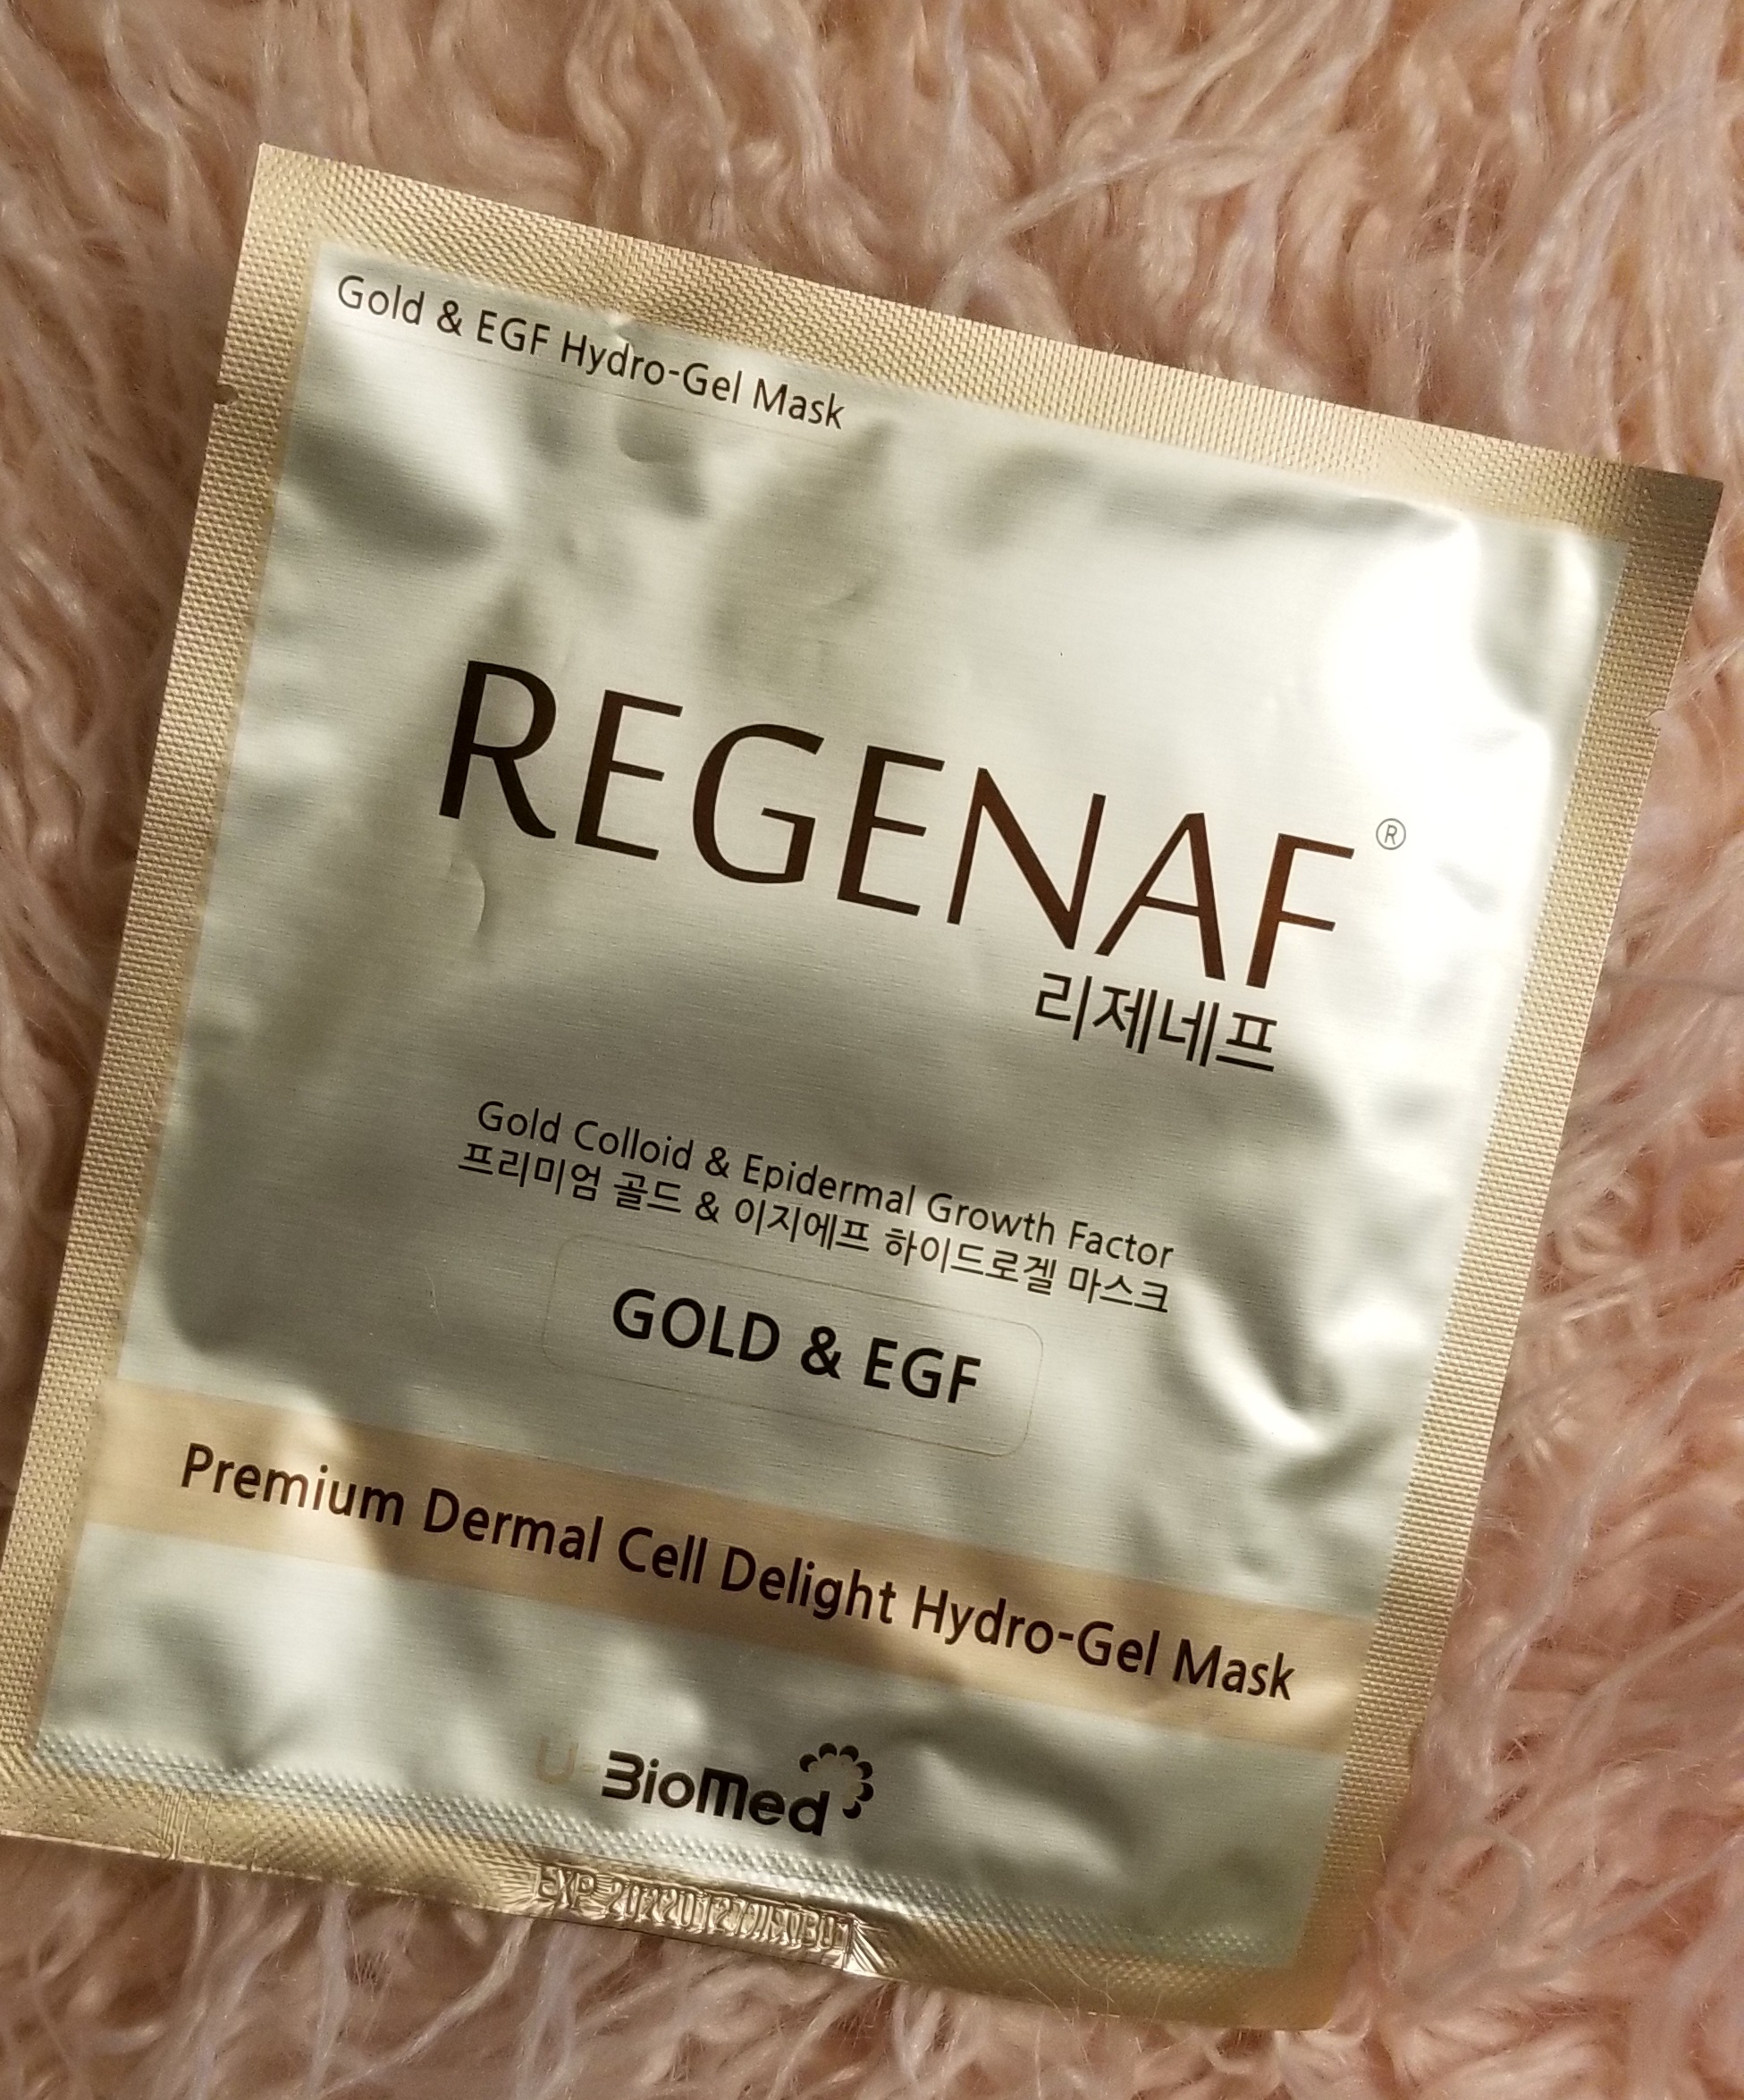 Gold & EGF Hydro-Gel Mask
REGENAF®
리제네프
Gold Colloid & Epidermal Growth Factor
프리미엄 골드 & 이지에프 하이드로겔 마스크
GOLD & EGF
Premium Dermal Cell Delight Hydro-Gel Mask
U-BioMed
EXP